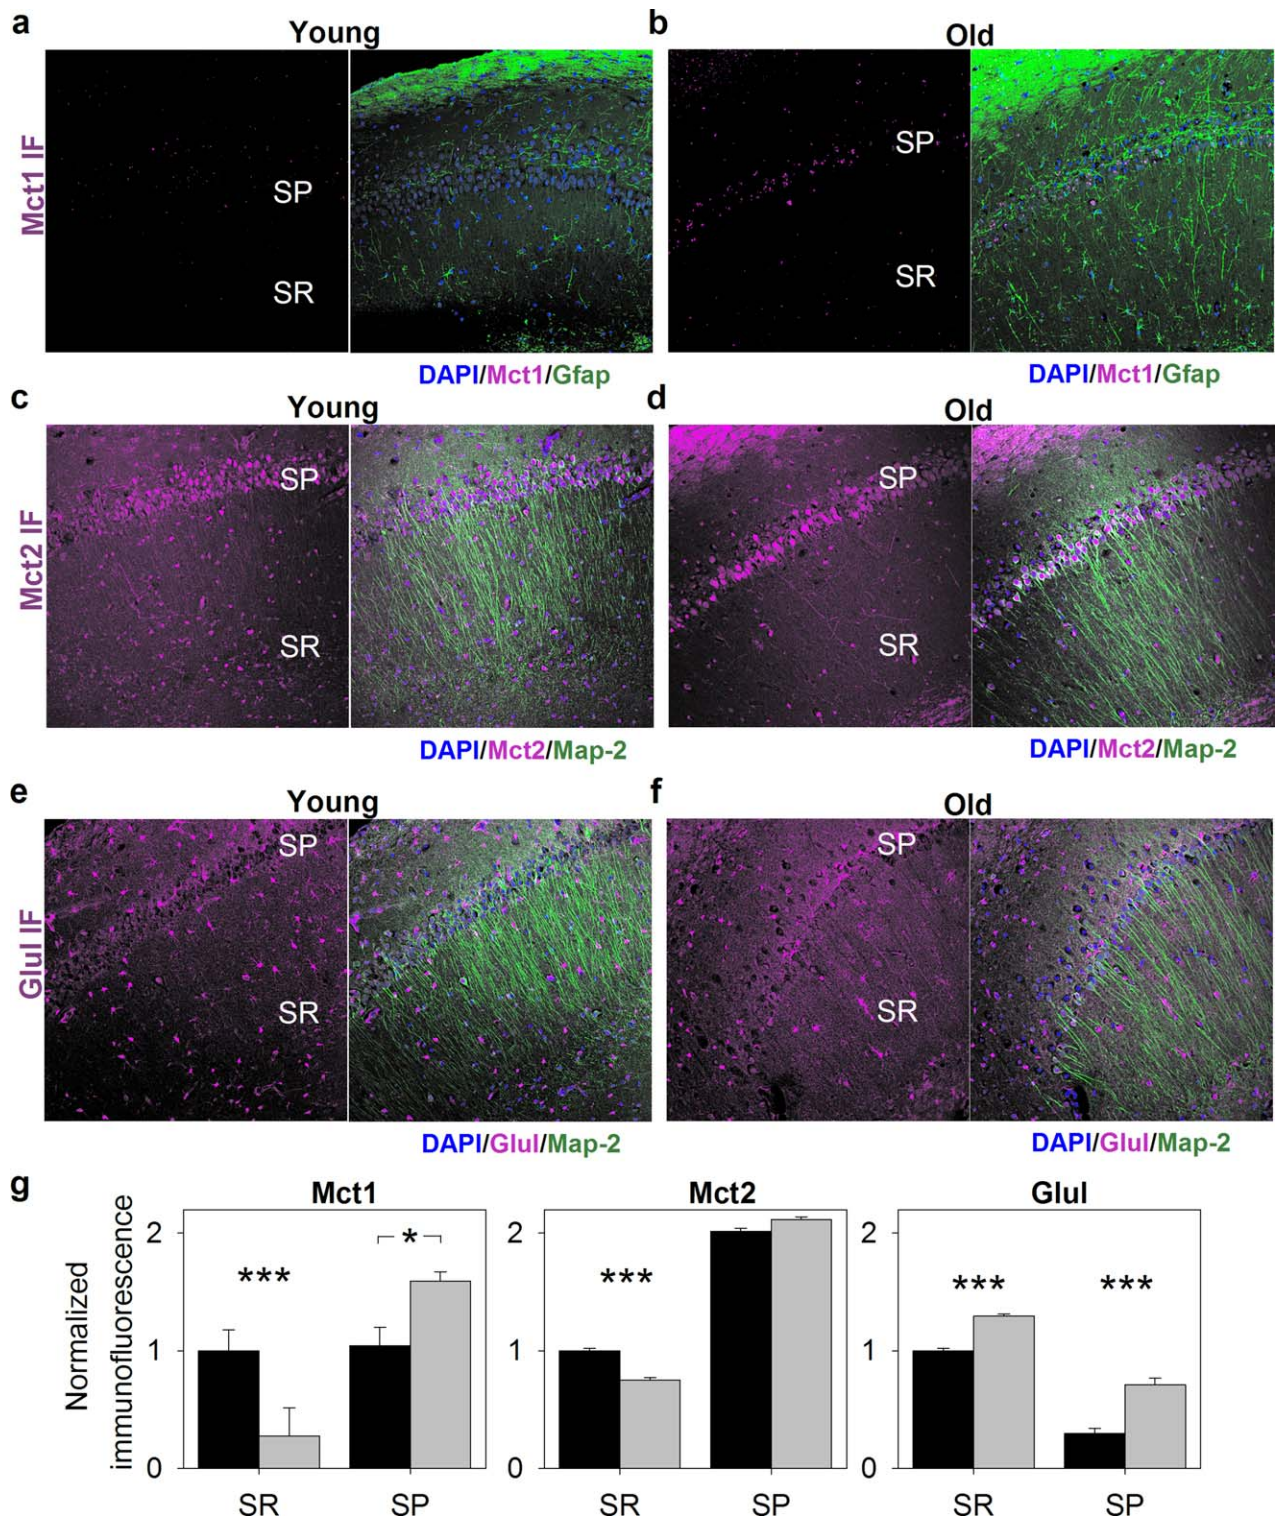 a
Young
b
Old
Mct1 IF
SP
SR
SP
SR
DAPI/Mct1/Gfap
DAPI/Mct1/Gfap
c
Young
d
Old
Mct2 IF
SP
SR
SP
SR
DAPI/Mct2/Map-2
DAPI/Mct2/Map-2
e
Young
f
Old
Glul IF
SP
SR
SP
SR
DAPI/Glul/Map-2
DAPI/Glul/Map-2
g
Mct1
Mct2
Glul
Normalized
immunofluorescence
2
1
0
***
*
SR
SP
2
1
0
***
SR
SP
2
1
0
***
***
SR
SP